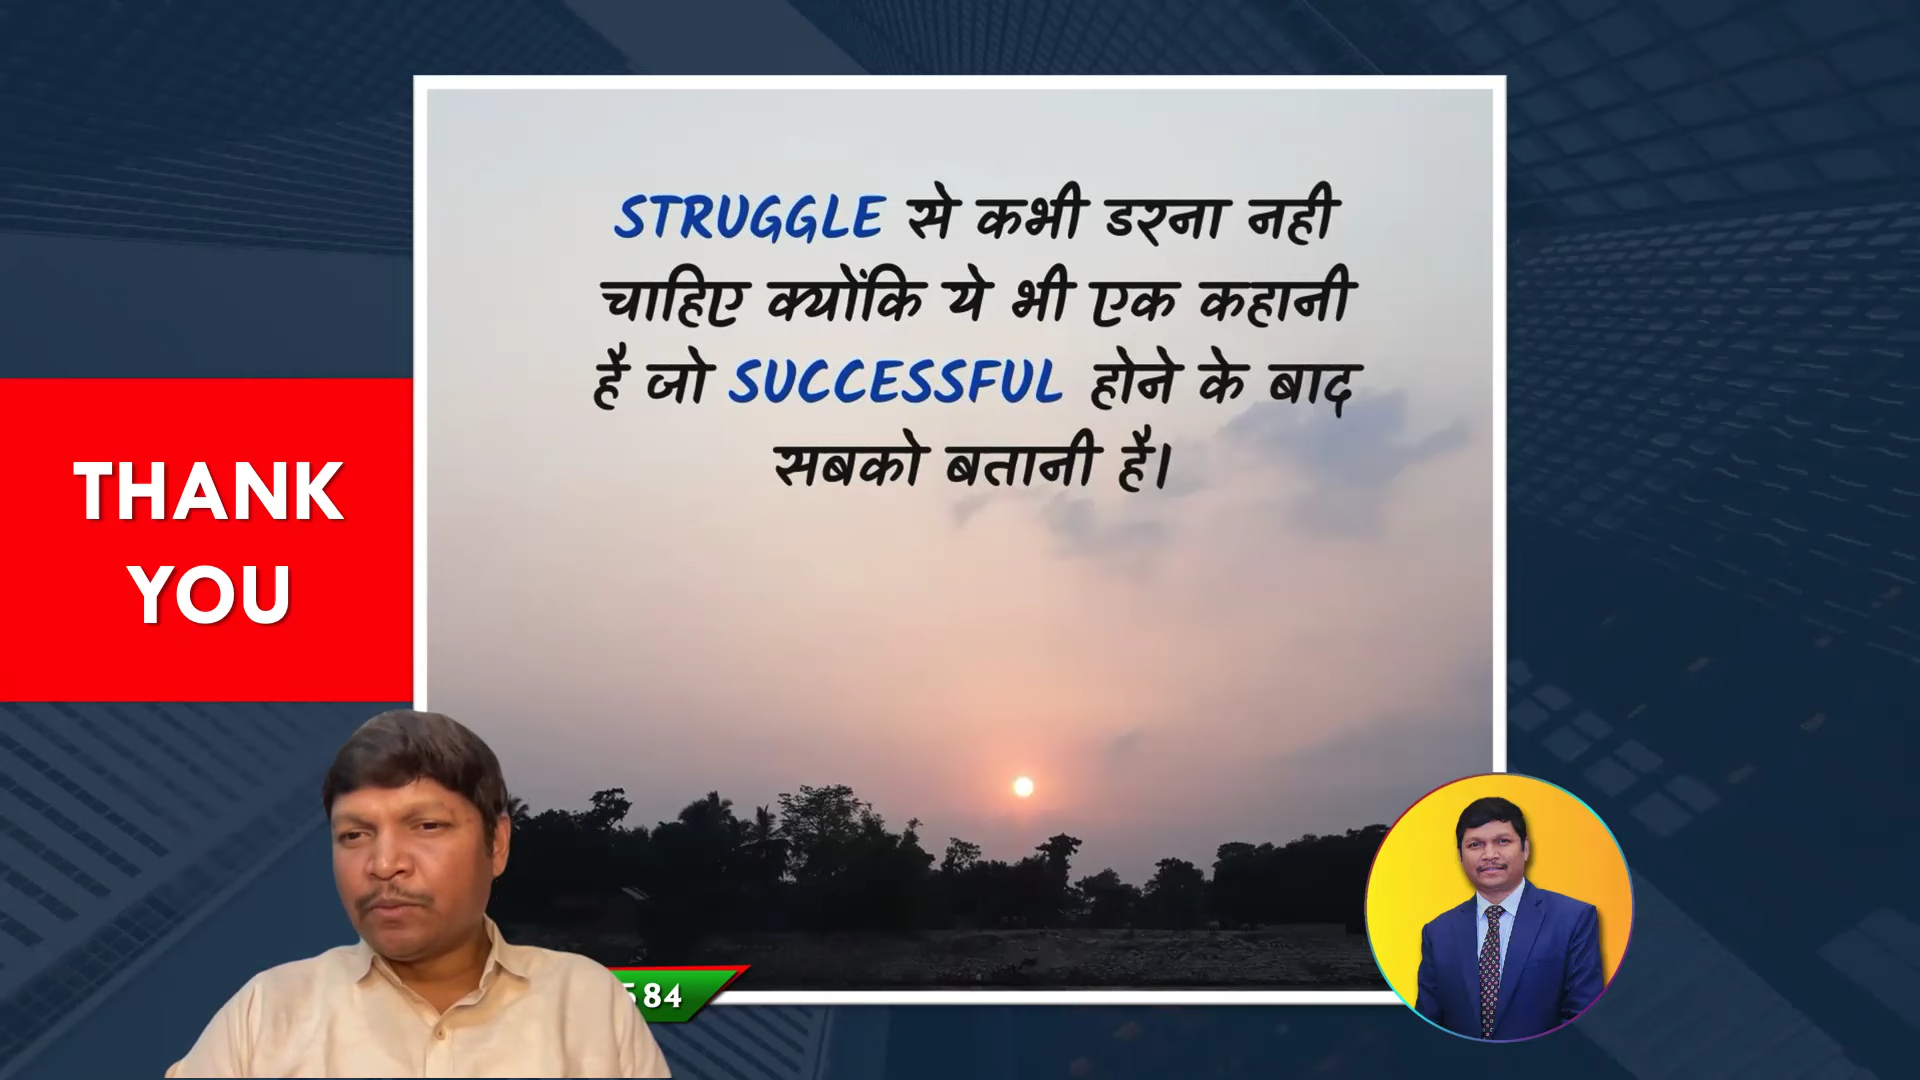 STRUGGLE से कभी डरना नही
चाहिए क्योंकि ये भी एक कहानी
है जो SUCCESSFUL होने के बाद
सबको बतानी है।
THANK
YOU
84